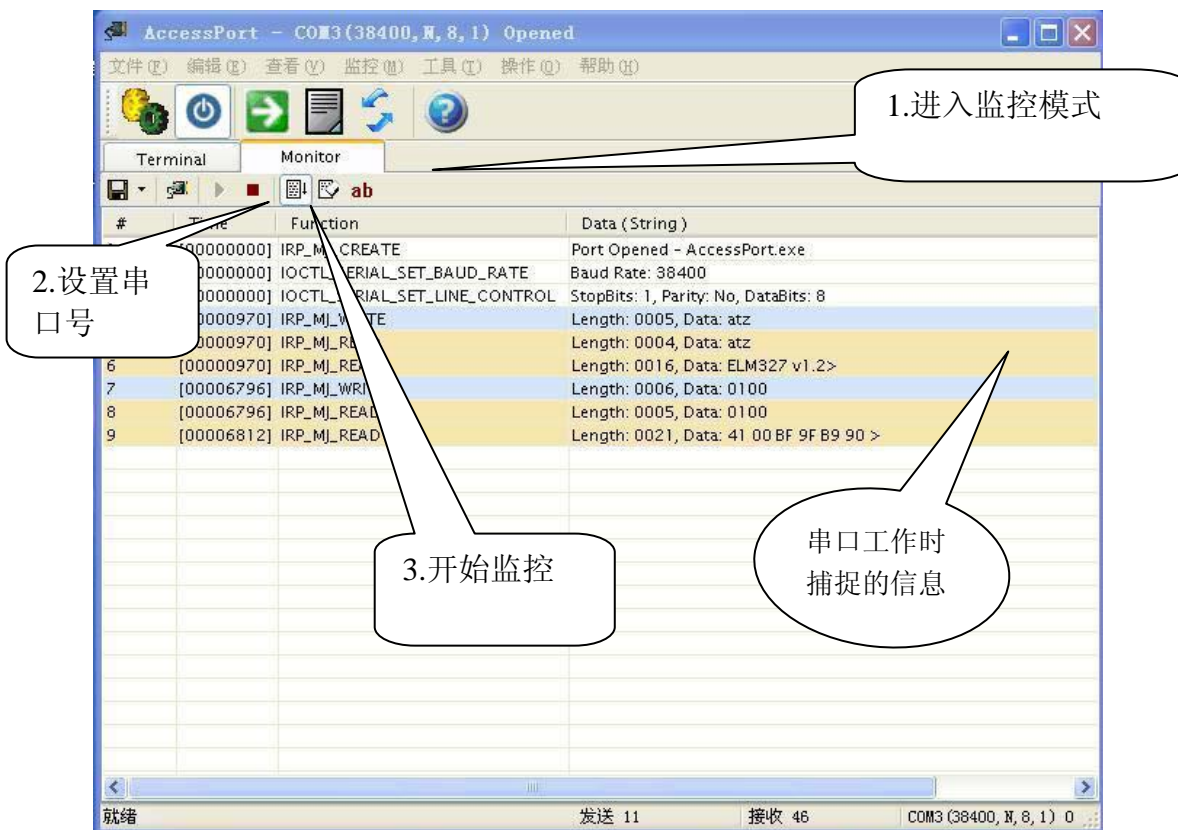 AccessPort - COM3(38400,N,8,1) Opened
文件(F) 编辑(E) 查看(V) 监控(M) 工具(T) 操作(O) 帮助(H)
1.进入监控模式
Terminal Monitor
ab
# Function Data (String)
[00000000] IRP_MJ_CREATE Port Opened - AccessPort.exe
IOCTL_SERIAL_SET_BAUD_RATE Baud Rate: 38400
IOCTL_SERIAL_SET_LINE_CONTROL StopBits: 1, Parity: No, DataBits: 8
IRP_MJ_WRITE Length: 0005, Data: atz
Length: 0004, Data: atz
6 [00000970] IRP_MJ_READ Length: 0016, Data: ELM327 v1.2>
7 [00006796] IRP_MJ_WRITE Length: 0006, Data: 0100
8 [00006796] IRP_MJ_READ Length: 0005, Data: 0100
9 [00006812] IRP_MJ_READ Length: 0021, Data: 41 00 BF 9F B9 90 >
2.设置串
口号
3.开始监控
串口工作时
捕捉的信息
就绪 发送 11 接收 46 COM3(38400,N,8,1) 0